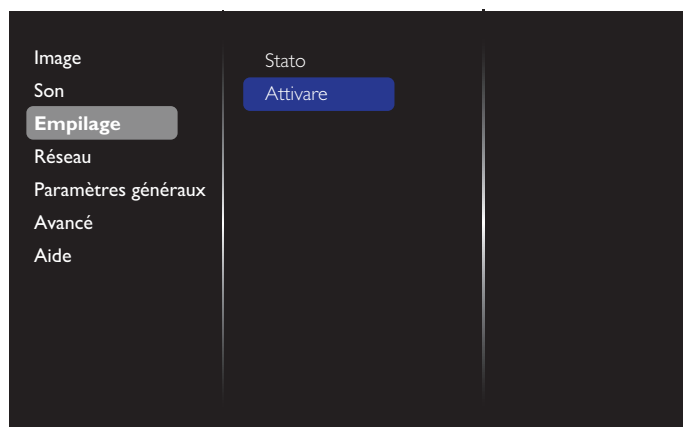 Image
Son
Empilage
Réseau
Paramètres généraux
Avancé
Aide
Stato
Attivare